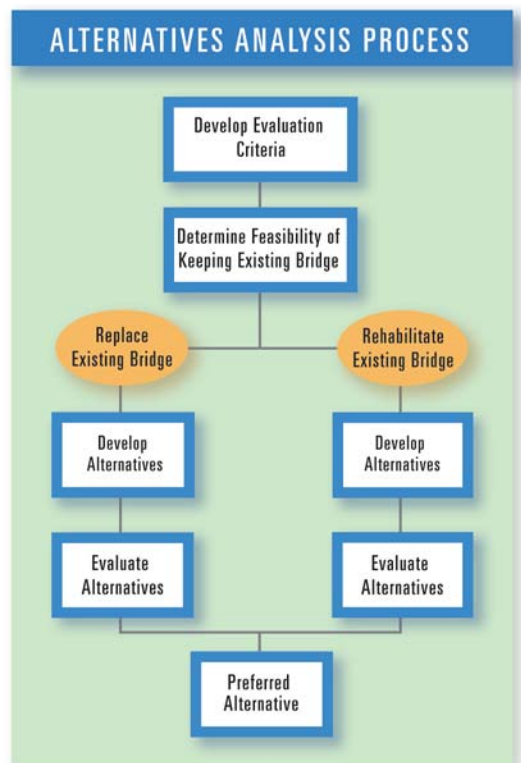 ALTERNATIVES ANALYSIS PROCESS
Develop Evaluation
Criteria
Determine Feasibility of
Keeping Existing Bridge
Replace
Existing Bridge
Rehabilitate
Existing Bridge
Develop
Alternatives
Develop
Alternatives
Evaluate
Alternatives
Evaluate
Alternatives
Preferred
Alternative